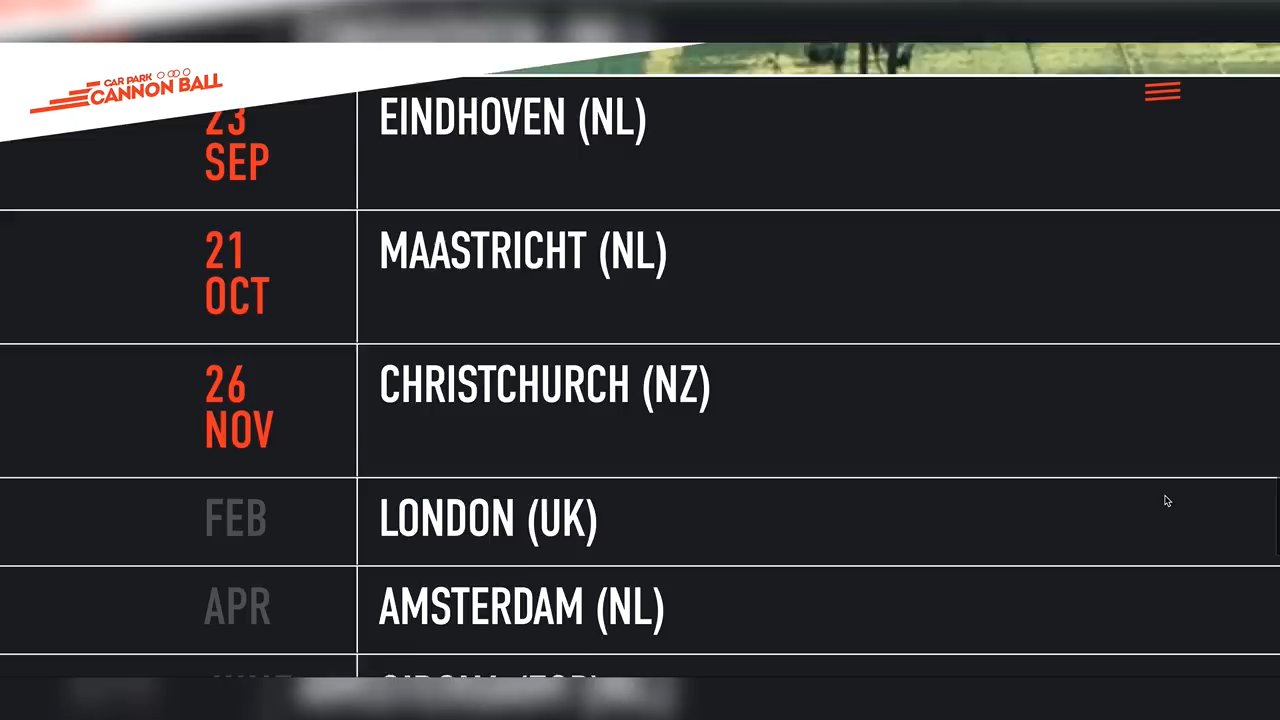 CAR PARK
CANNON BALL
23
SEP
EINDHOVEN (NL)
21
OCT
MAASTRICHT (NL)
26
NOV
CHRISTCHURCH (NZ)
FEB
LONDON (UK)
APR
AMSTERDAM (NL)